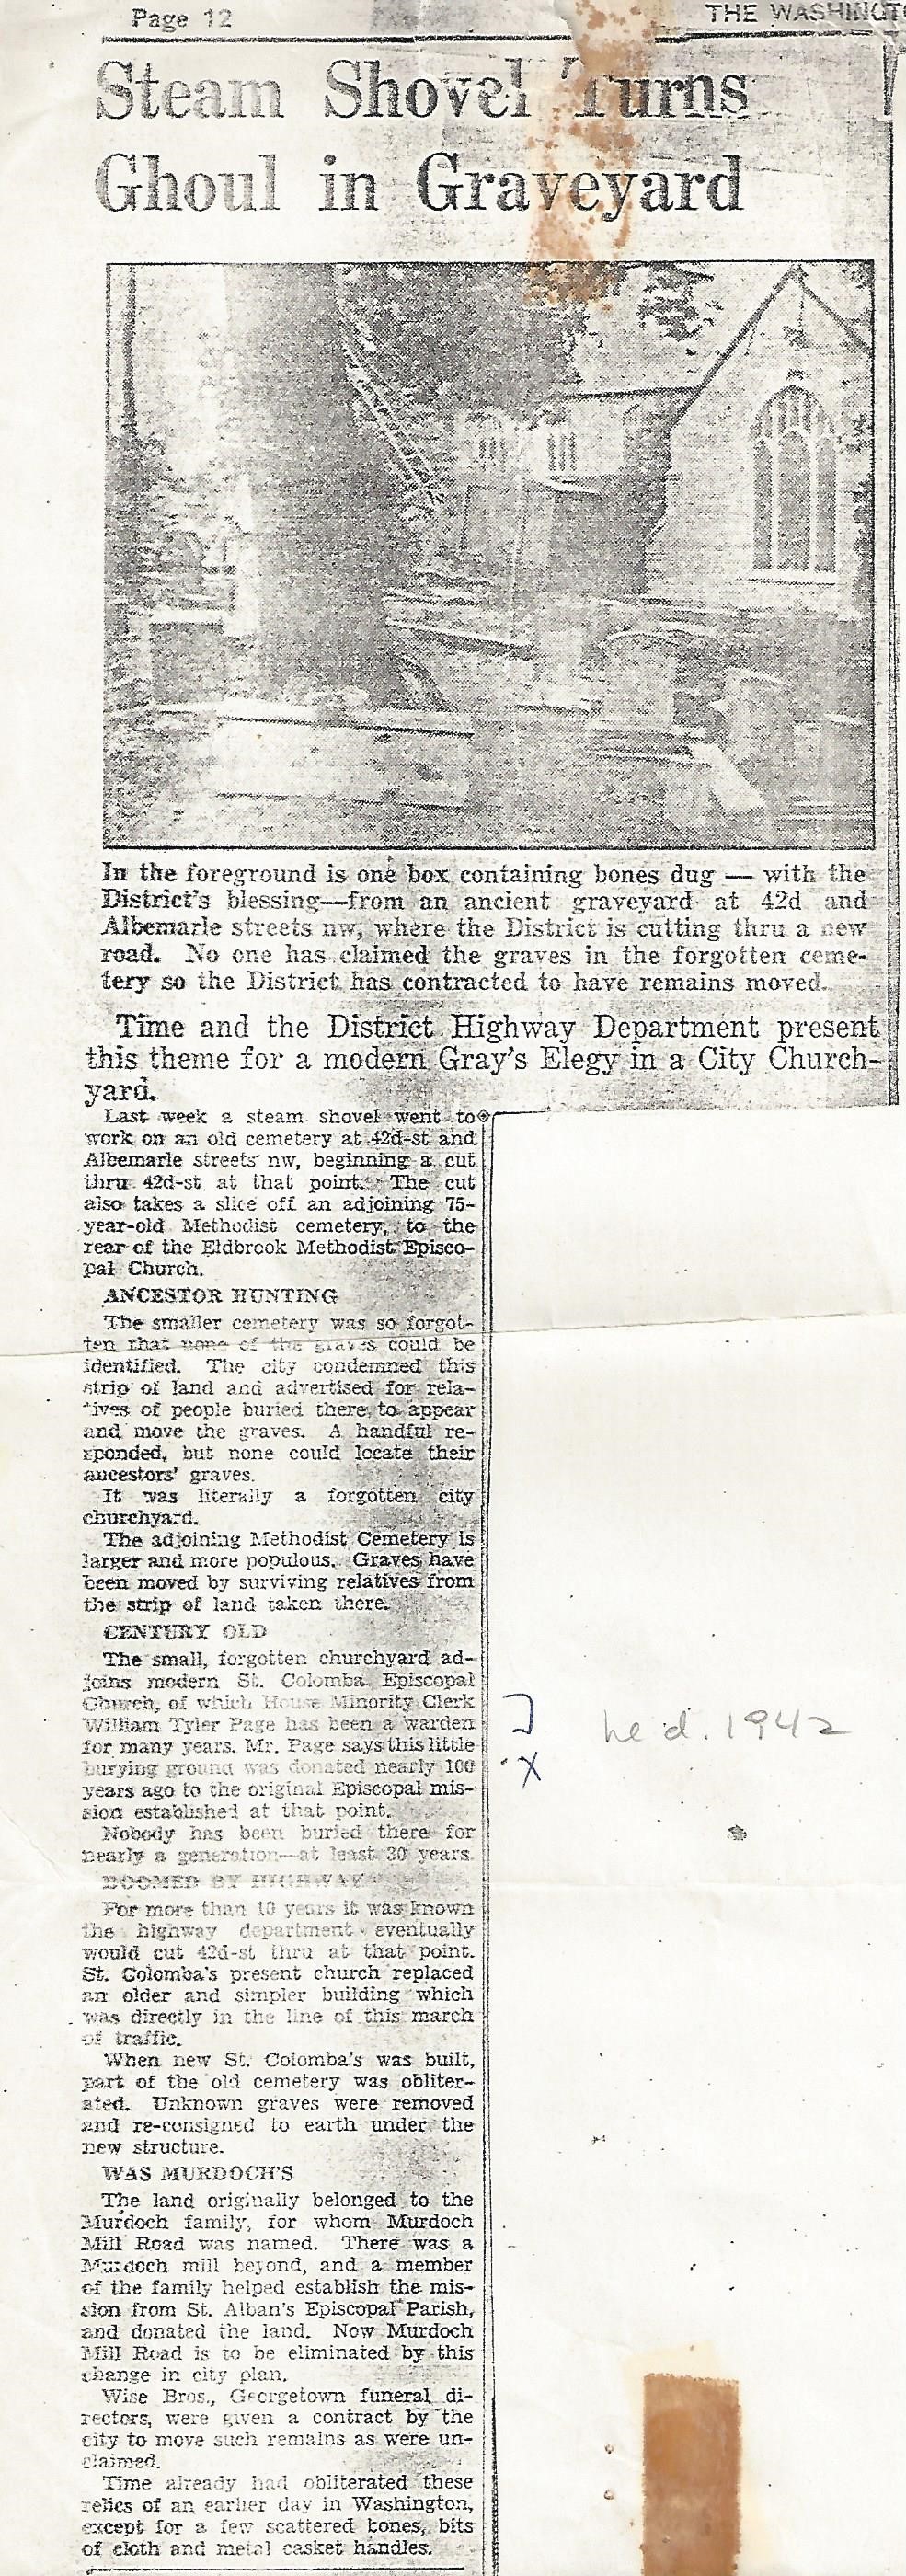 Page 12
THE WASHINGT
Steam Shovel Turns
Ghoul in Graveyard
In the foreground is one box containing bones dug — with the
District's blessing—from an ancient graveyard at 42d and
Albemarle streets nw, where the District is cutting thru a new
road. No one has claimed the graves in the forgotten ceme-
tery so the District has contracted to have remains moved.
Time and the District Highway Department present
this theme for a modern Gray's Elegy in a City Church-
yard.
Last week a steam shovel went to
work on an old cemetery at 42d-st and
Albemarle streets nw, beginning a cut
thru 42d-st at that point. The cut
also takes a slice off an adjoining 75-
year-old Methodist cemetery, to the
rear of the Eldbrook Methodist Episco-
pal Church.
ANCESTOR HUNTING
The smaller cemetery was so forgot-
ten that none of the graves could be
identified. The city condemned this
strip of land and advertised for rela-
tives of people buried there to appear
and move the graves. A handful re-
sponded, but none could locate their
ancestors' graves.
It was literally a forgotten city
churchyard.
The adjoining Methodist Cemetery is
larger and more populous. Graves have
been moved by surviving relatives from
the strip of land taken there.
CENTURY OLD
The small, forgotten churchyard ad-
joins modern St. Colomba Episcopal
Church, of which House Minority Clerk
William Tyler Page has been a warden
for many years. Mr. Page says this little
burying ground was donated nearly 100
years ago to the original Episcopal mis-
sion established at that point.
he d. 1942
X
Nobody has been buried there for
nearly a generation—at least 30 years.
DOOMED BY HIGHWAY
For more than 10 years it was known
the highway department eventually
would cut 42d-st thru at that point.
St. Colomba's present church replaced
an older and simpler building which
was directly in the line of this march
of traffic.
When new St. Colomba's was built,
part of the old cemetery was obliter-
ated. Unknown graves were removed
and re-consigned to earth under the
new structure.
WAS MURDOCH'S
The land originally belonged to the
Murdoch family, for whom Murdoch
Mill Road was named. There was a
Murdoch mill beyond, and a member
of the family helped establish the mis-
sion from St. Alban's Episcopal Parish,
and donated the land. Now Murdoch
Mill Road is to be eliminated by this
change in city plan.
Wise Bros., Georgetown funeral di-
rectors, were given a contract by the
city to move such remains as were un-
claimed.
Time already had obliterated these
relics of an earlier day in Washington,
except for a few scattered bones, bits
of cloth and metal casket handles.